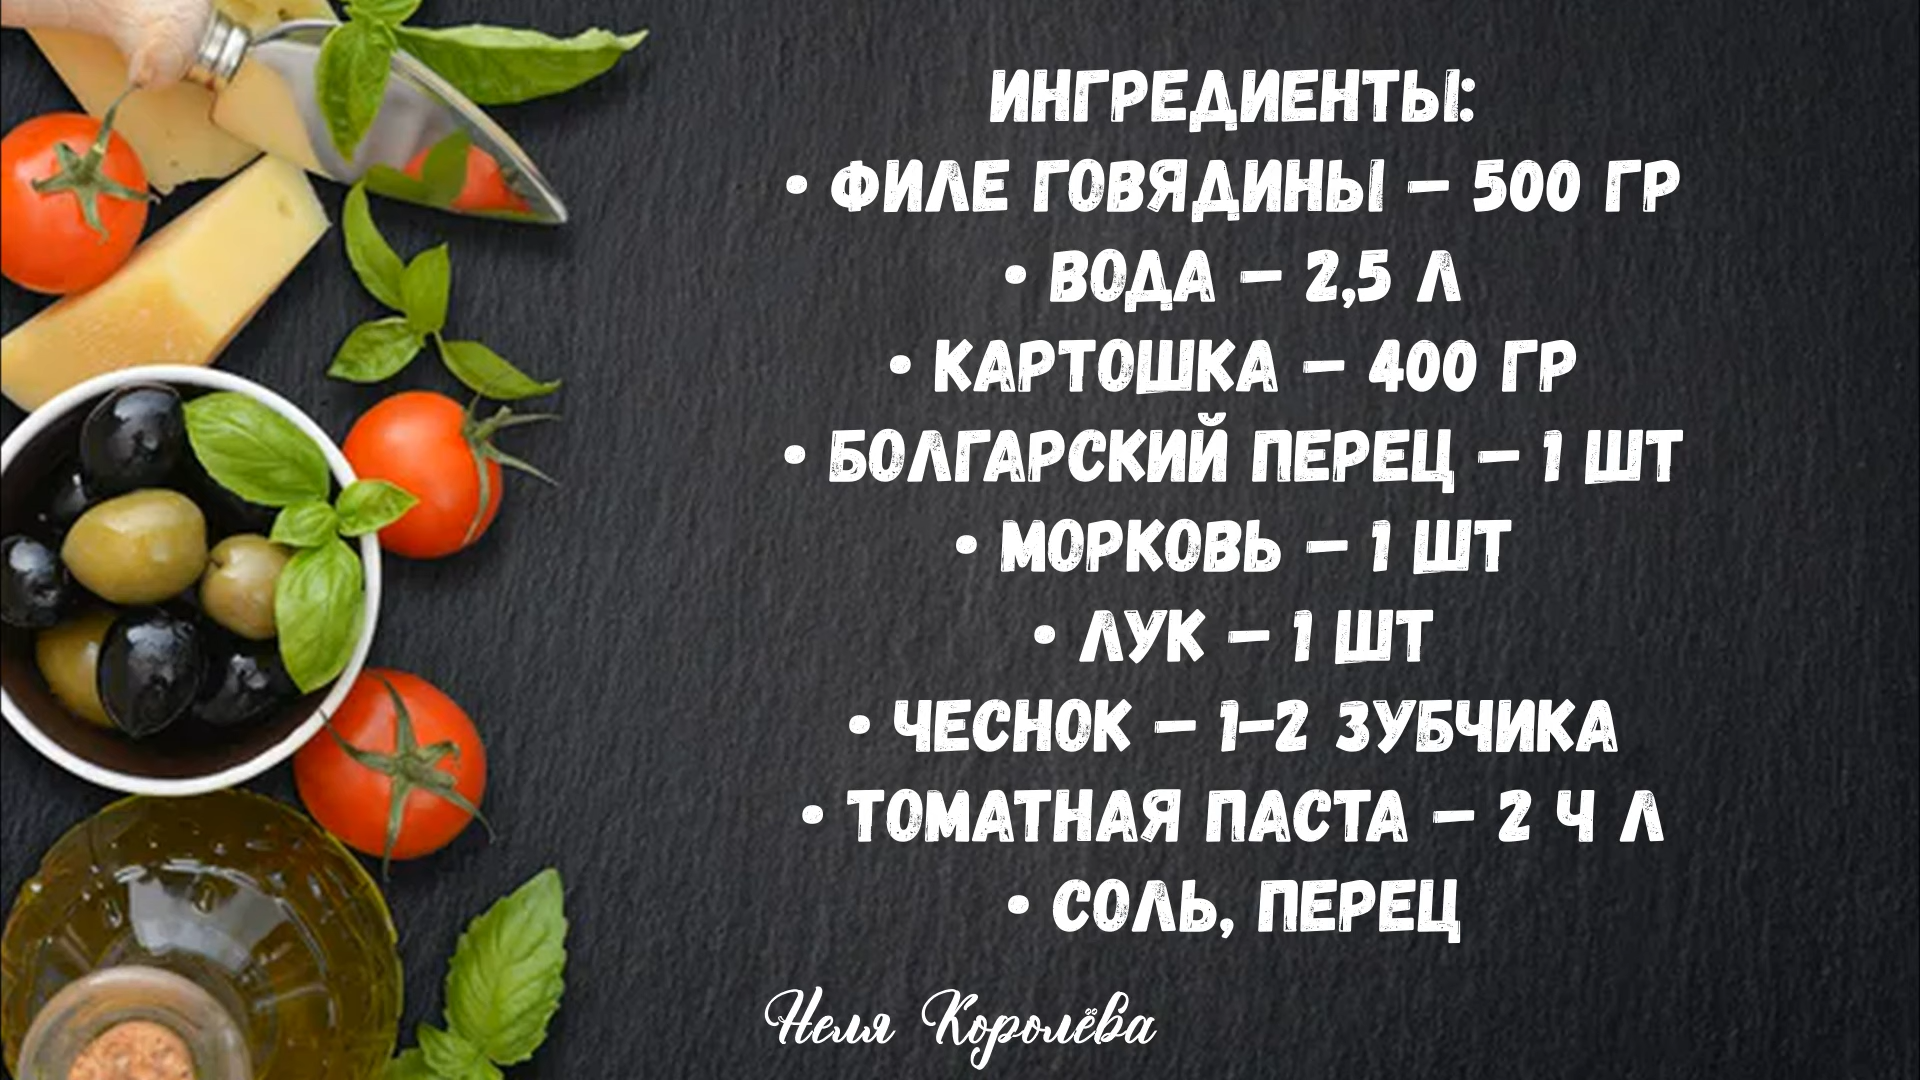 ИНГРЕДИЕНТЫ:
• ФИЛЕ ГОВЯДИНЫ – 500 ГР
• ВОДА – 2,5 Л
• КАРТОШКА – 400 ГР
• БОЛГАРСКИЙ ПЕРЕЦ – 1 ШТ
• МОРКОВЬ – 1 ШТ
• ЛУК – 1 ШТ
• ЧЕСНОК – 1-2 ЗУБЧИКА
• ТОМАТНАЯ ПАСТА – 2 Ч Л
• СОЛЬ, ПЕРЕЦ
Неля Королёва